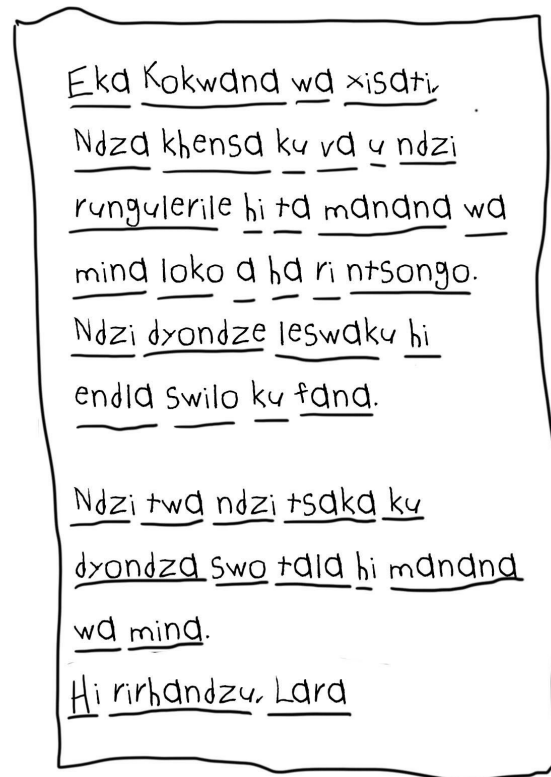 Eka Kokwana wa xisati,
Ndza khensa ku va u ndzi
rungulerile hi ta manana wa
mina loko a ha ri ntsongo.
Ndzi dyondze leswaku hi
endla swilo ku fana.
Ndzi twa ndzi tsaka ku
dyondza swo tala hi manana
wa mina.
Hi rirhandzu, Lara